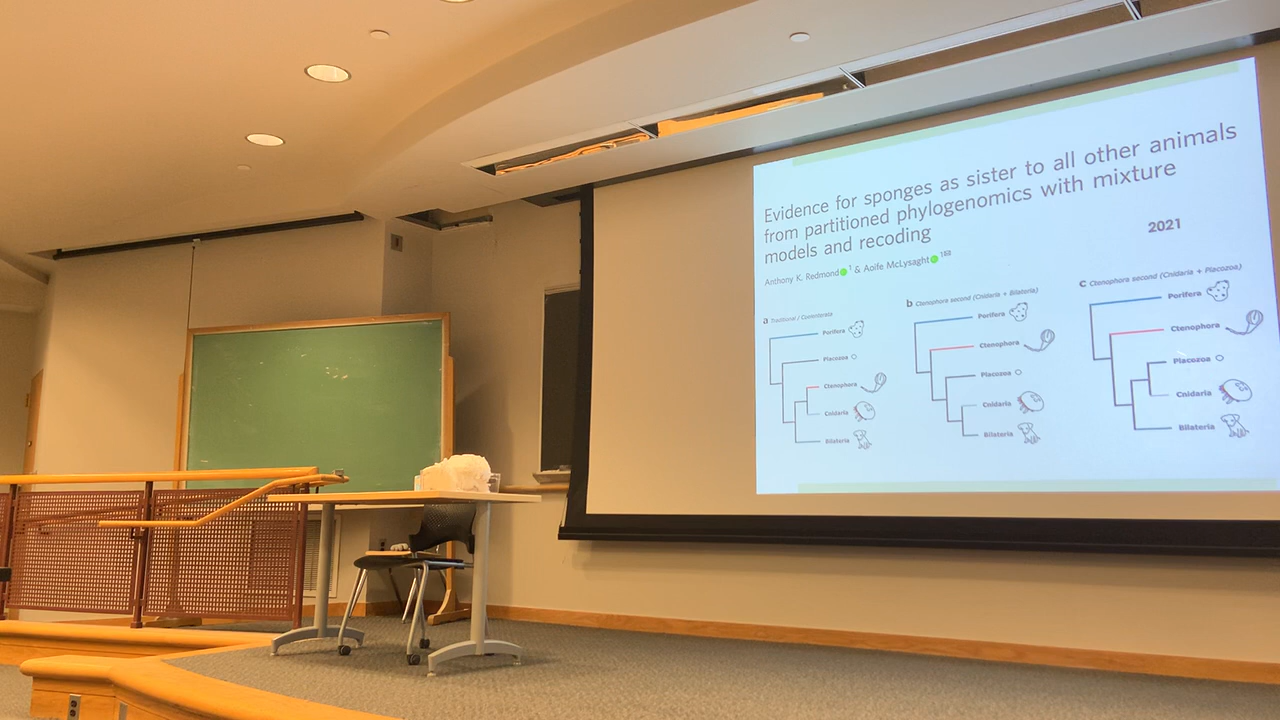 Evidence for sponges as sister to all other animals
from partitioned phylogenomics with mixture
models and recoding
2021
Anthony K. Redmond 1 & Aoife McLysaght 1✉
a Traditional / Coelenterata
Porifera
Placozoa
Ctenophora
Cnidaria
Bilateria
b Ctenophora second (Cnidaria + Bilateria)
Porifera
Ctenophora
Placozoa
Cnidaria
Bilateria
c Ctenophora second (Cnidaria + Placozoa)
Porifera
Ctenophora
Placozoa
Cnidaria
Bilateria